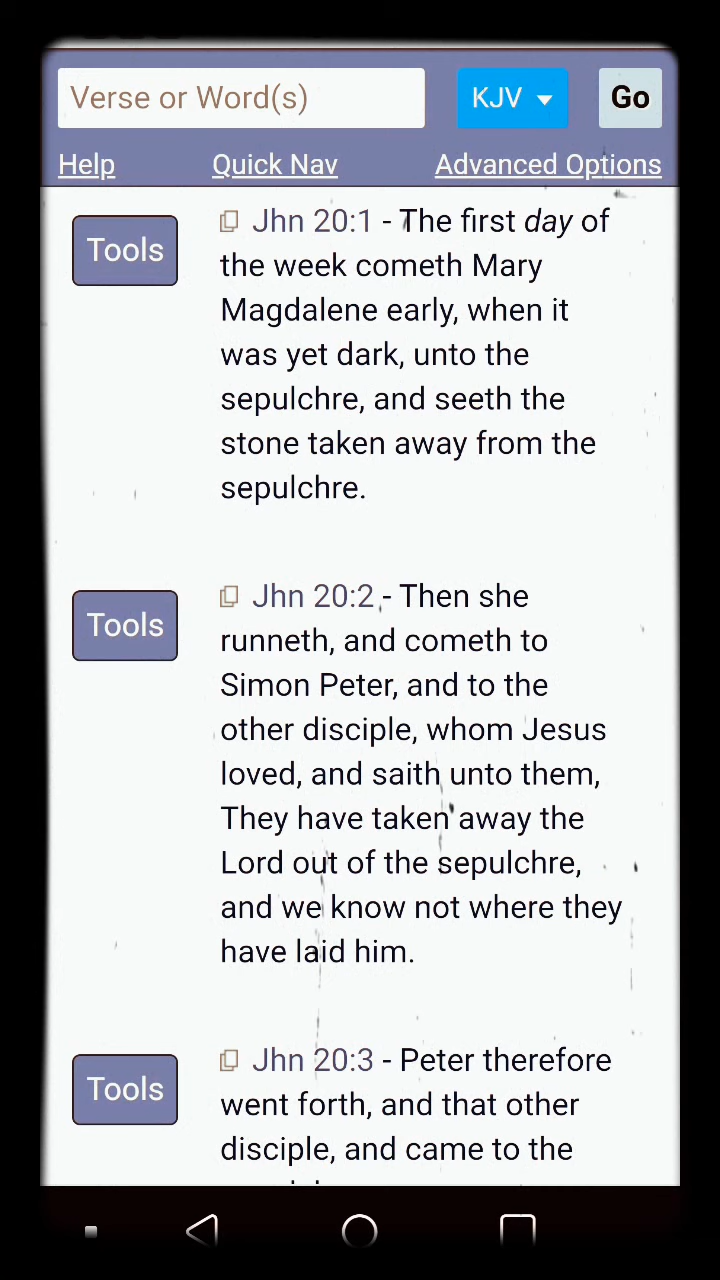 Verse or Word(s)
KJV
Go
Help
Quick Nav
Advanced Options
Tools
Jhn 20:1 - The first day of
the week cometh Mary
Magdalene early, when it
was yet dark, unto the
sepulchre, and seeth the
stone taken away from the
sepulchre.
Tools
Jhn 20:2 - Then she
runneth, and cometh to
Simon Peter, and to the
other disciple, whom Jesus
loved, and saith unto them,
They have taken away the
Lord out of the sepulchre,
and we know not where they
have laid him.
Tools
Jhn 20:3 - Peter therefore
went forth, and that other
disciple, and came to the